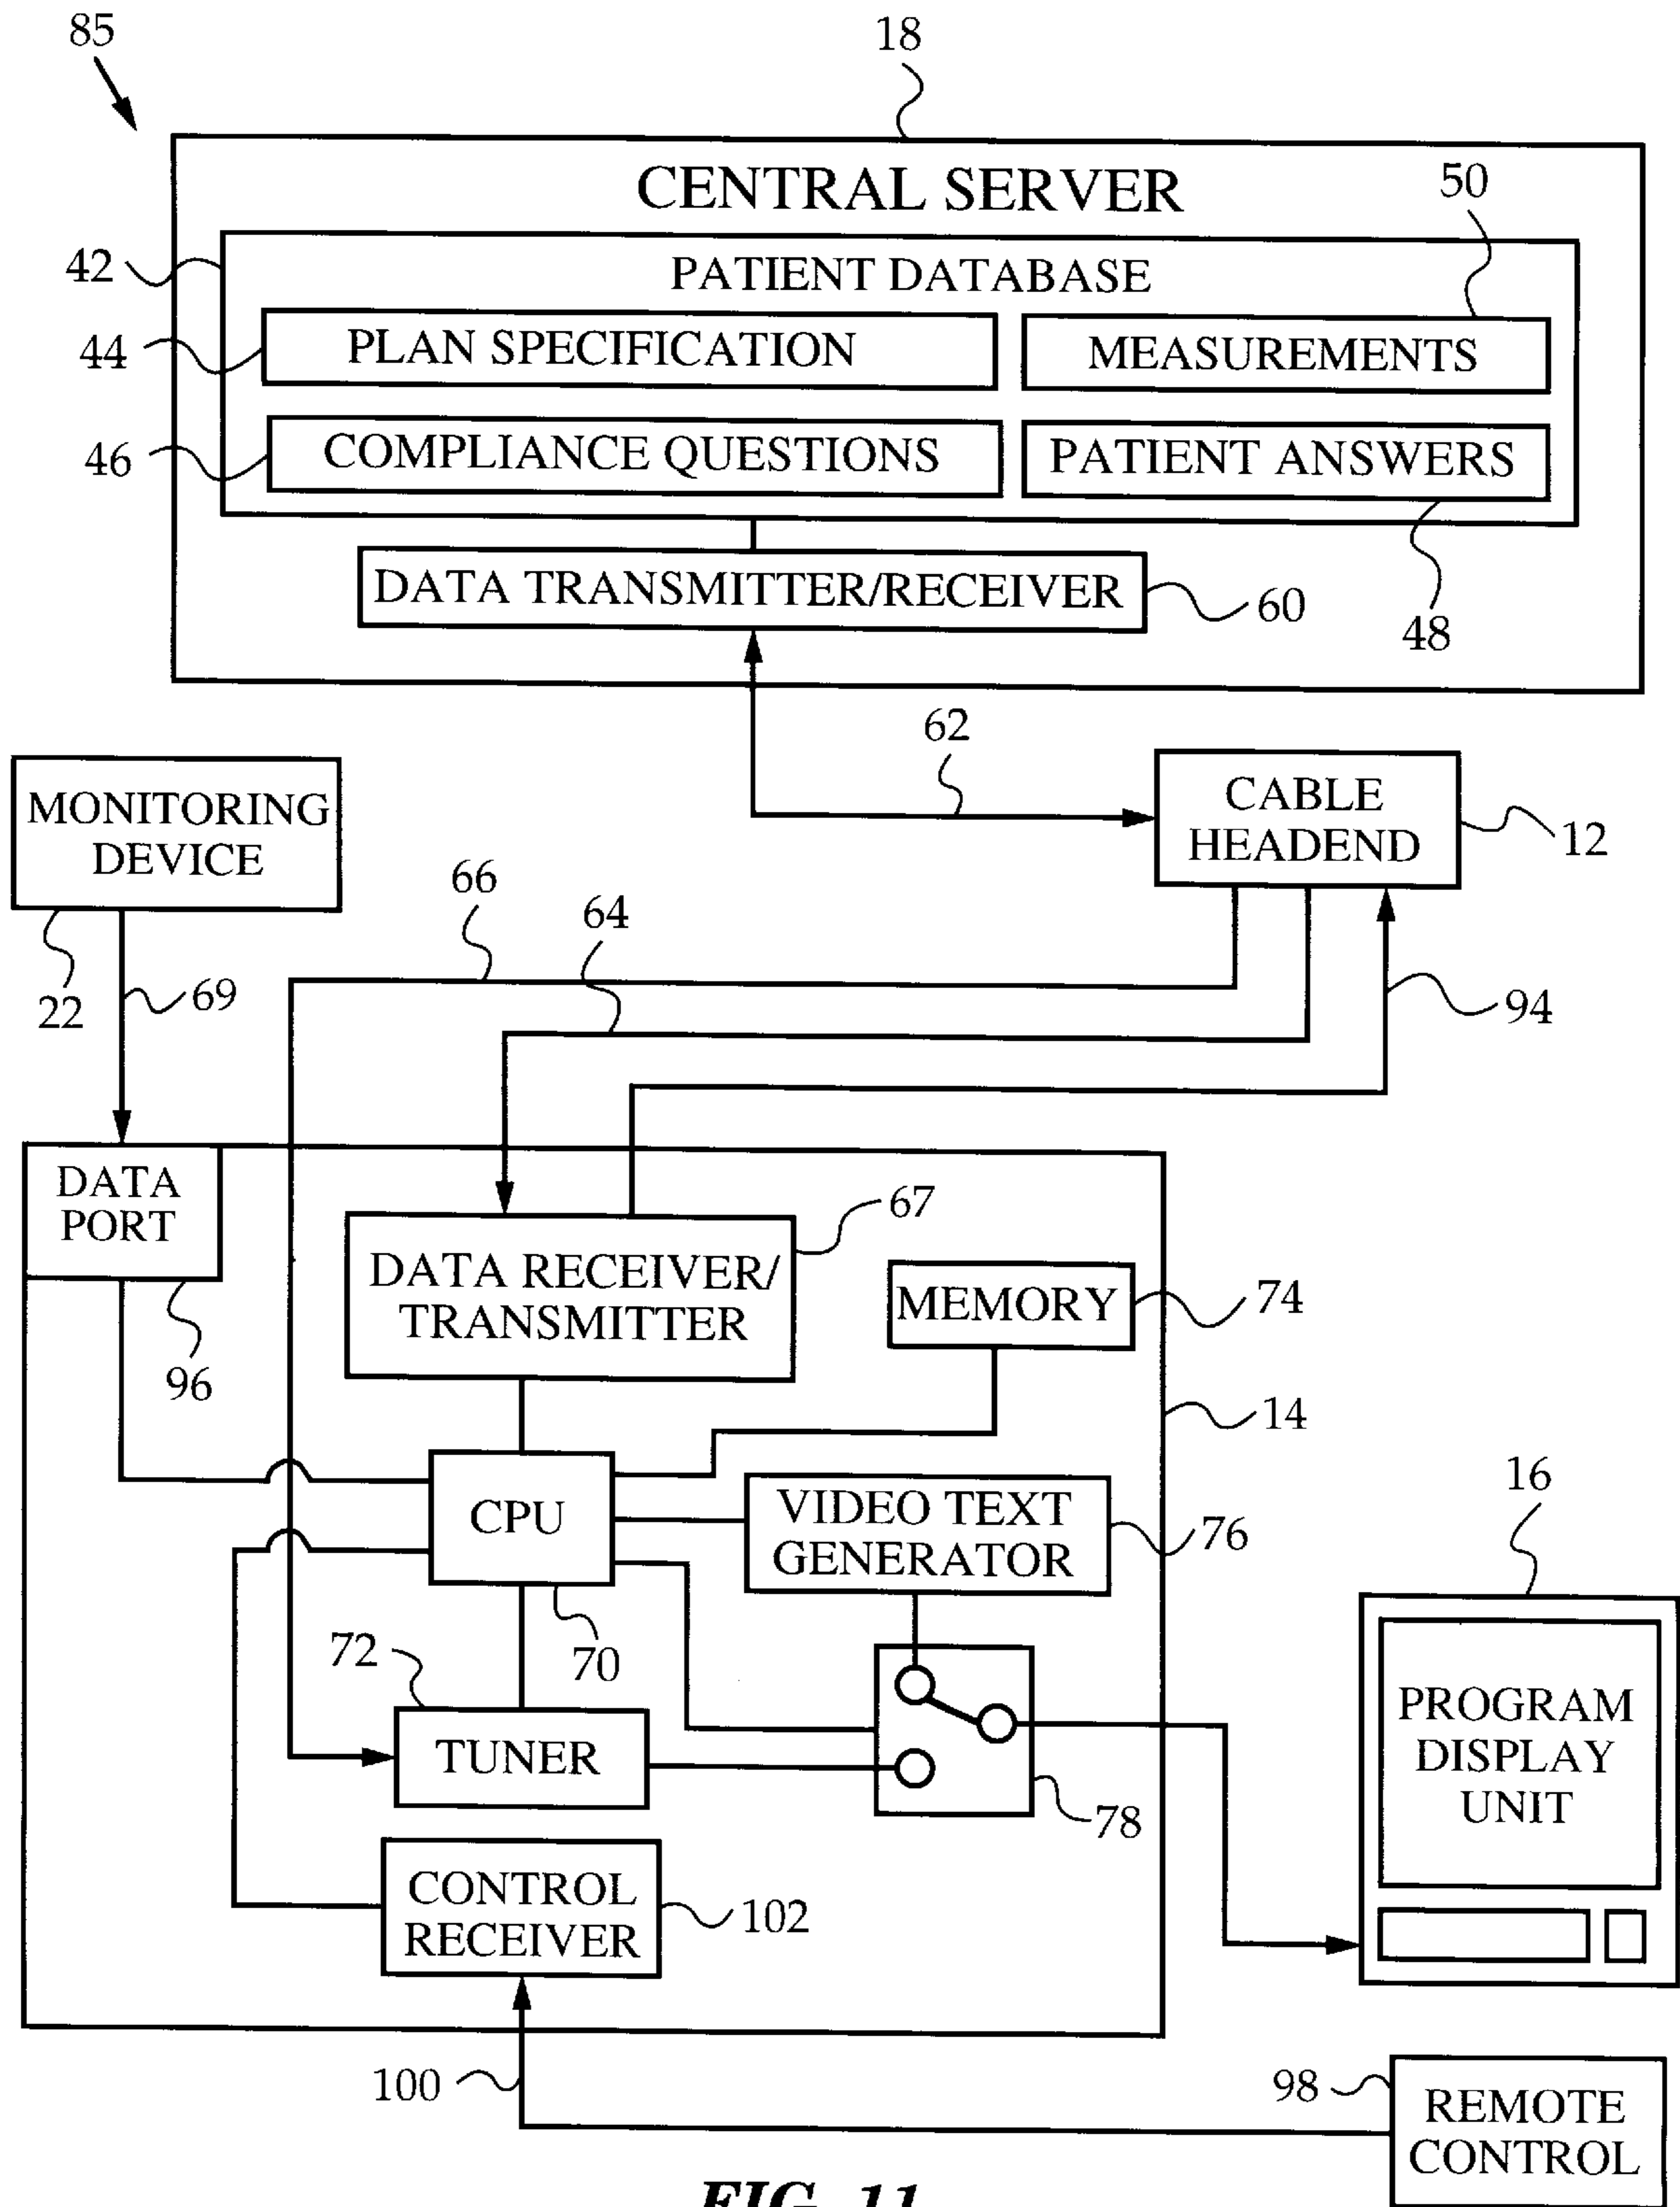 85
18
CENTRAL SERVER
50
42
PATIENT DATABASE
44
PLAN SPECIFICATION
MEASUREMENTS
46
COMPLIANCE QUESTIONS
PATIENT ANSWERS
DATA TRANSMITTER/RECEIVER
60
48
62
MONITORING
DEVICE
CABLE
HEADEND
12
66
64
22
69
94
DATA
PORT
67
DATA RECEIVER/
TRANSMITTER
MEMORY
74
96
14
CPU
VIDEO TEXT
GENERATOR
76
16
72
70
TUNER
78
PROGRAM
DISPLAY
UNIT
CONTROL
RECEIVER
102
100
98
REMOTE
CONTROL
FIG. 11